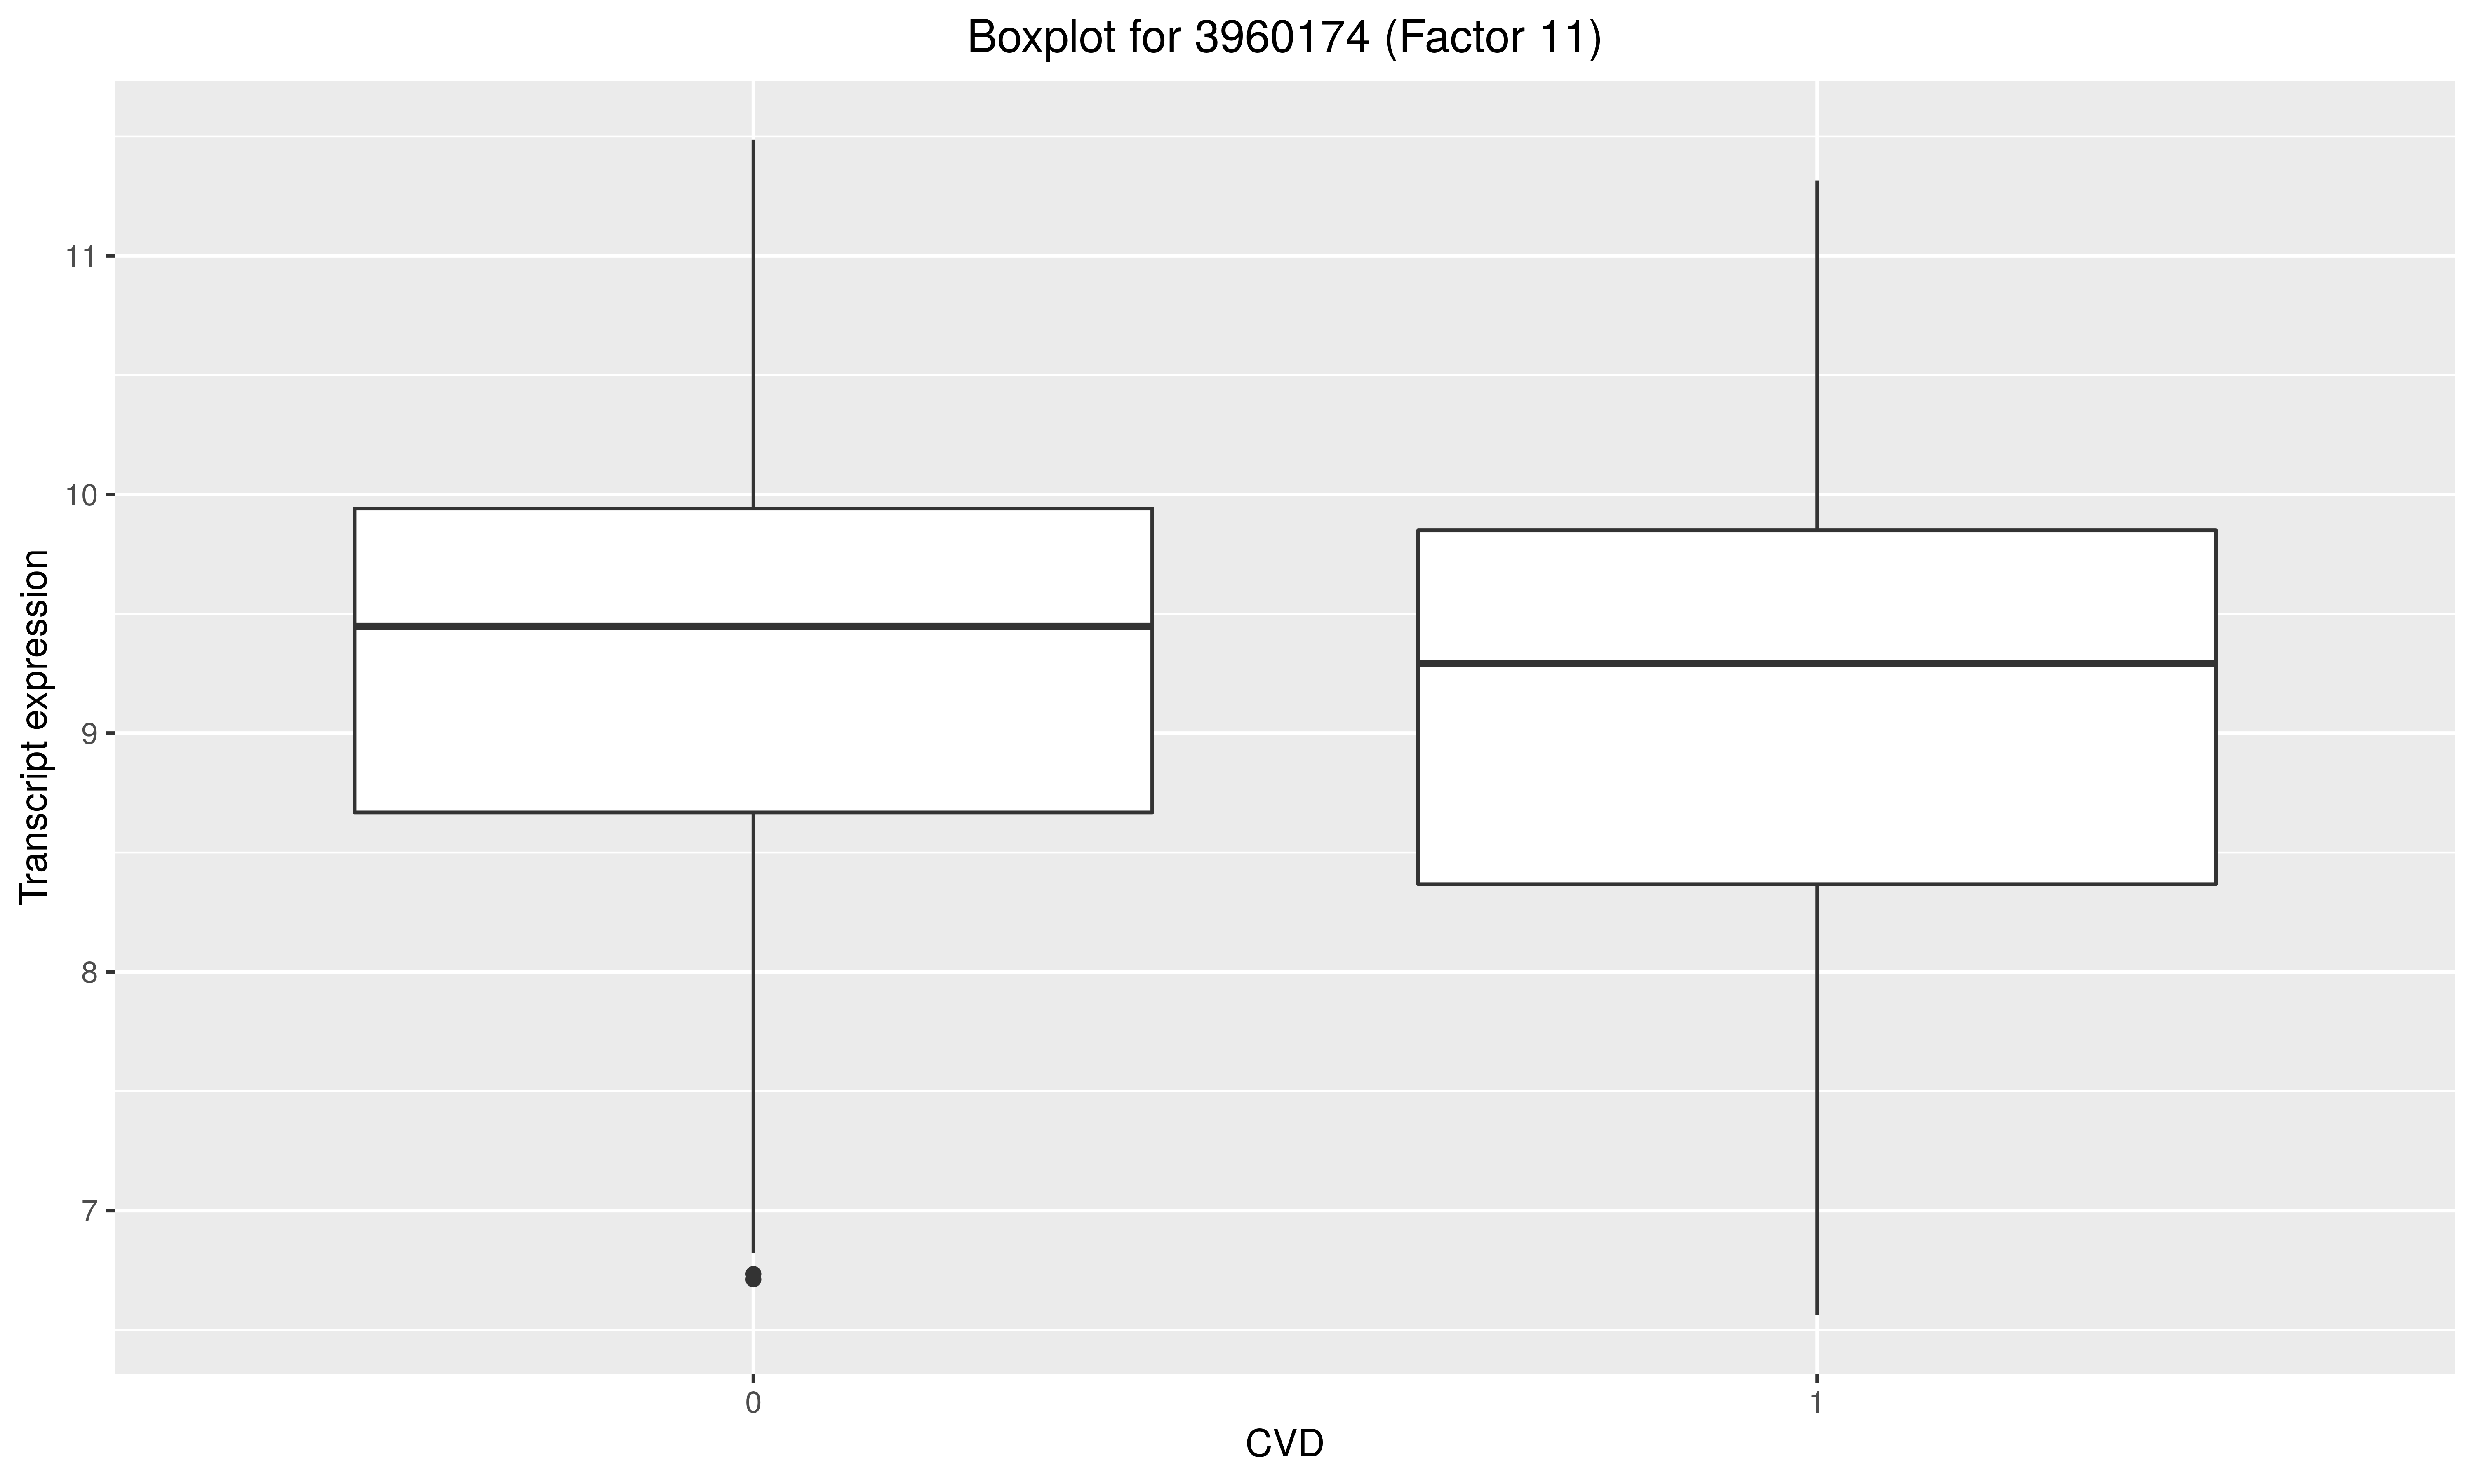 Boxplot for 3960174 (Factor 11)
Transcript expression
11
10
9
8
7
0
1
CVD